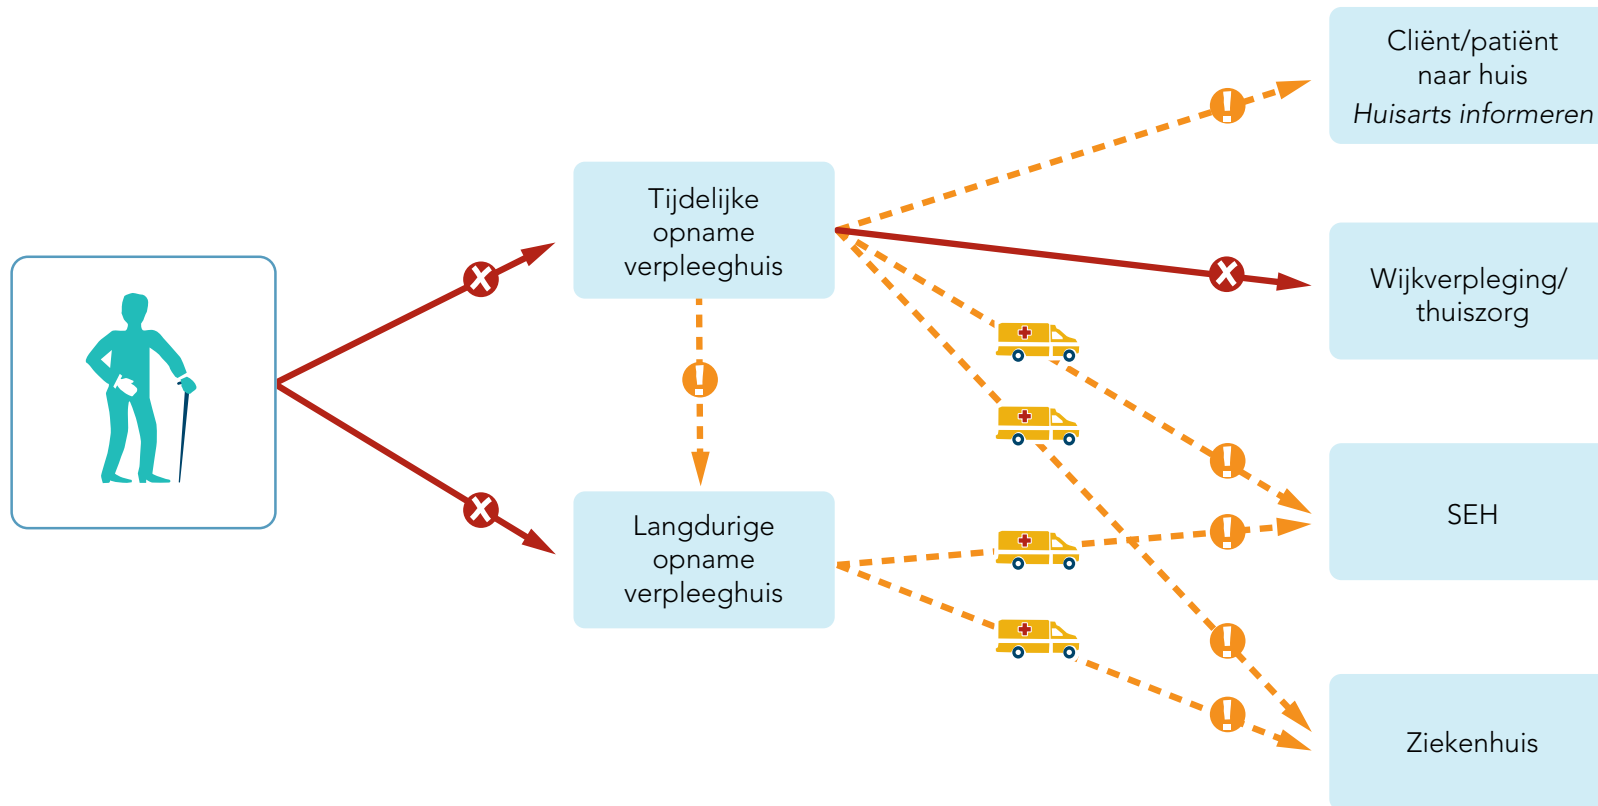 Cliënt/patiënt
naar huis
Huisarts informeren
Tijdelijke
opname
verpleeghuis
Wijkverpleging/
thuiszorg
Langdurige
opname
verpleeghuis
SEH
Ziekenhuis